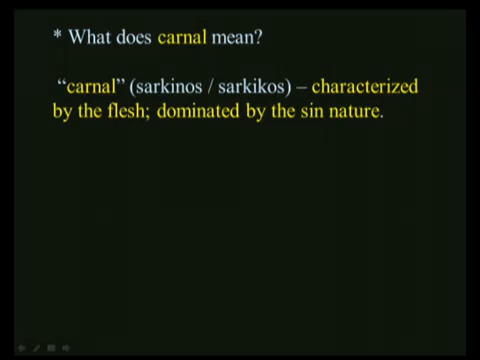 * What does carnal mean?
“carnal” (sarkinos / sarkikos) – characterized
by the flesh; dominated by the sin nature.